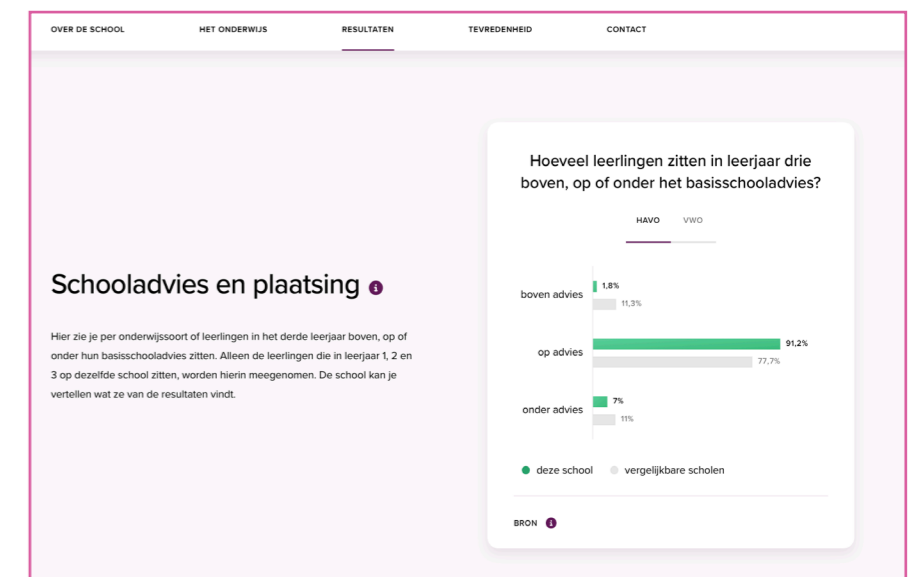 OVER DE SCHOOL HET ONDERWIJS RESULTATEN TEVREDENHEID CONTACT
Schooladvies en plaatsing i
Hier zie je per onderwijssoort of leerlingen in het derde leerjaar boven, op of
onder hun basisschooladvies zitten. Alleen de leerlingen die in leerjaar 1, 2 en
3 op dezelfde school zitten, worden hierin meegenomen. De school kan je
vertellen wat ze van de resultaten vindt.
Hoeveel leerlingen zitten in leerjaar drie
boven, op of onder het basisschooladvies?
HAVO VWO
boven advies 1,8%
11,3%
op advies 91,2%
77,7%
onder advies 7%
11%
deze school vergelijkbare scholen
BRON i